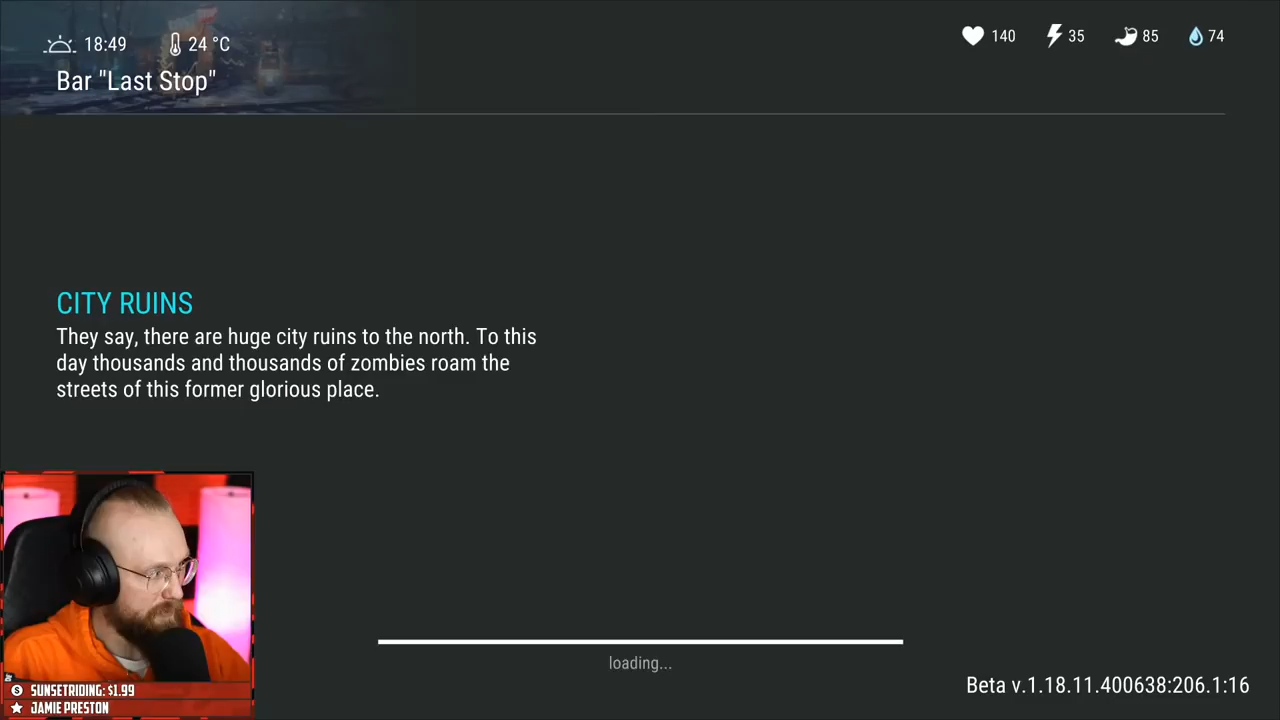 18:49 24 °C
140 35 85 74
Bar "Last Stop"
CITY RUINS
They say, there are huge city ruins to the north. To this
day thousands and thousands of zombies roam the
streets of this former glorious place.
loading...
SUNSETRIDING: $1.99
JAMIE PRESTON
Beta v.1.18.11.400638:206.1:16